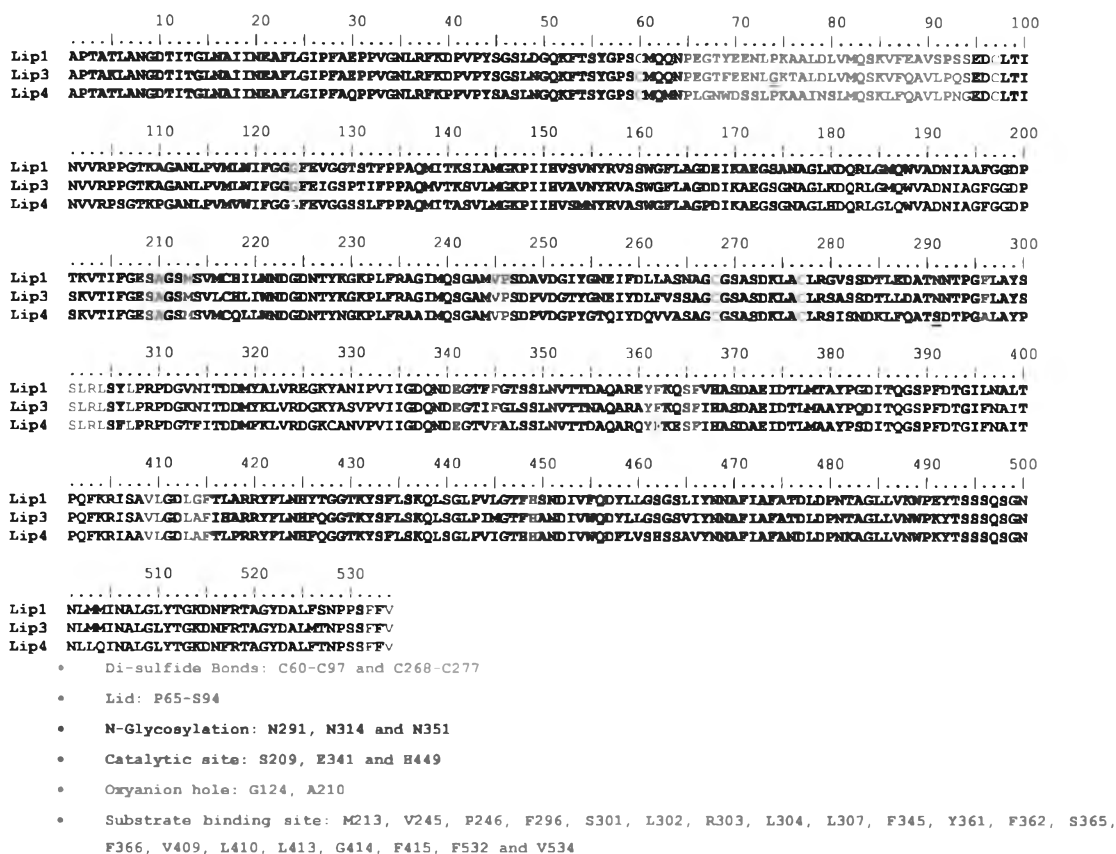 10 20 30 40 50 60 70 80 90 100
Lip1 APTATLANGDTITGLNAIINEAFLGIPFAEPPVGNLRFKDPVPYSGSLDGQKFTSYGPSCMQQNPEGTYEENLPKAALDLVMQSKVFEAVSPSSEDCLTI
Lip3 APTAKLANGDTITGLNAIINEAFLGIPFAEPPVGNLRFKDPVPYSGSLNGQKFTSYGPSCMQQNPEGTFEENLGKTALDLVMQSKVFQAVLPQSEDCLTI
Lip4 APTATLANGDTITGLNAIINEAFLGIPFAQPPVGNLRFKPPVPYSASLNGQKFTSYGPSCMQMNPLGNWDSSLPKAAINSLMQSKLFQAVLPNGEDCLTI
110 120 130 140 150 160 170 180 190 200
Lip1 NVVRPPGTKAGANLPVMLWIFGGGFEVGGTSTFPPAQMITKSIAMGKPIIHVSVNYRVSSWGFLAGDEIKAEGSANAGLKDQRLGMQWVADNIAAFGGDP
Lip3 NVVRPPGTKAGANLPVMLWIFGGGFEIGSPTIFPPAQMVTKSVLMGKPIIHVAVNYRVASWGFLAGDDIKAEGSGNAGLKDQRLGMQWVADNIAGFGGDP
Lip4 NVVRPSGTKPGANLPVMVWIFGGGFEVGGSSLFPPAQMITASVLMGKPIIHVSMNYRVASWGFLAGPDIKAEGSGNAGLHDQRLGLQWVADNIAGFGGDP
210 220 230 240 250 260 270 280 290 300
Lip1 TKVTIFGESAGSMSVMCHILWNDGDNTYKGKPLFRAGIMQSGAMVPSDAVDGIYGNEIFDLLASNAGCGSASDKLACLRGVSSDTLEDATNNTPGFLAYS
Lip3 SKVTIFGESAGSMSVLCHLIWNDGDNTYKGKPLFRAGIMQSGAMVPSDPVDGTYGNEIYDLFVSSAGCGSASDKLACLRSASSDTLLDATNNTPGFLAYS
Lip4 SKVTIFGESAGSMSVMCQLLWNDGDNTYNGKPLFRAAIMQSGAMVPSDPVDGPYGTQIYDQVVASAGCGSASDKLACLRSISNDKLFQATSDTPGALAYP
310 320 330 340 350 360 370 380 390 400
Lip1 SLRLSYLPRPDGVNITDDMYALVREGKYANIPVIIGDQNDEGTFFGTSSLNVTTDAQAREYFKQSFVHASDAEIDTLMTAYPGDITQGSPFDTGILNALT
Lip3 SLRLSYLPRPDGKNITDDMYKLVRDGKYASVPVIIGDQNDEGTIFGLSSLNVTTNAQARAYFKQSFIHASDAEIDTLMAAYPQDITQGSPFDTGIFNAIT
Lip4 SLRLSFLPRPDGTFITDDMFKLVRDGKCANVPVIIGDQNDEGTVFALSSLNVTTDAQARQYFKESFIHASDAEIDTLMAAYPSDITQGSPFDTGIFNAIT
410 420 430 440 450 460 470 480 490 500
Lip1 PQFKRISAVLGDLGFTLARRYFLNHYTGGTKYSFLSKQLSGLPVLGTFHSNDIVFQDYLLGSGSLIYNNAFIAFATDLDPNTAGLLVKWPEYTSSSQSGN
Lip3 PQFKRISAVLGDLAFIHARRYFLNHFQGGTKYSFLSKQLSGLPIMGTFHANDIVWQDYLLGSGSVIYNNAFIAFATDLDPNTAGLLVNWPKYTSSSQSGN
Lip4 PQFKRIAAVLGDLAFTLPRRYFLNHFQGGTKYSFLSKQLSGLPVIGTHHANDIVWQDFLVSHSSAVYNNAFIAFANDLDPNKAGLLVNWPKYTSSSQSGN
510 520 530
Lip1 NLMMINALGLYTGKDNFRTAGYDALFSNPPSFFV
Lip3 NLMMINALGLYTGKDNFRTAGYDALMTNPSSFFV
Lip4 NLLQINALGLYTGKDNFRTAGYDALFTNPSSFFV
• Di-sulfide Bonds: C60-C97 and C268-C277
• Lid: P65-S94
• N-Glycosylation: N291, N314 and N351
• Catalytic site: S209, E341 and H449
• Oxyanion hole: G124, A210
• Substrate binding site: M213, V245, P246, F296, S301, L302, R303, L304, L307, F345, Y361, F362, S365,
F366, V409, L410, L413, G414, F415, F532 and V534